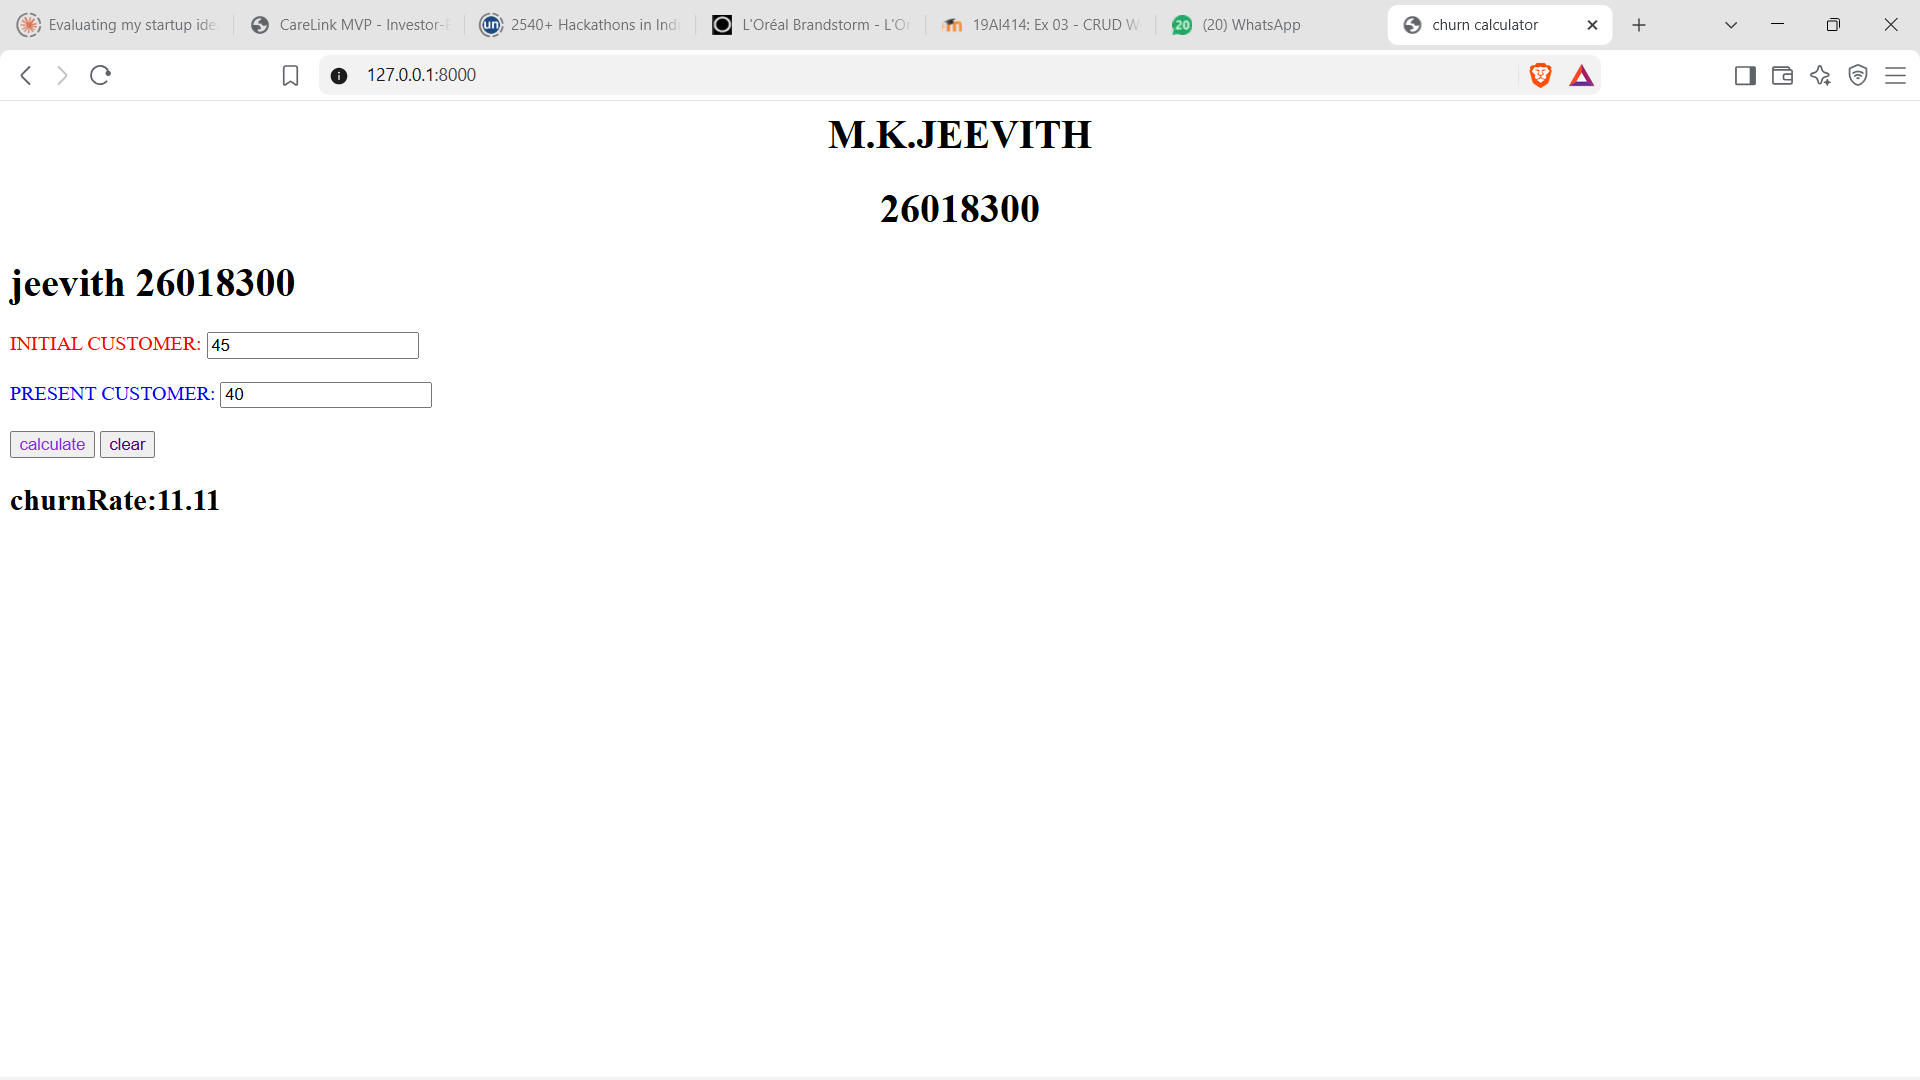 Evaluating my startup ide
CareLink MVP - Investor-
2540+ Hackathons in Indi
L'Oréal Brandstorm - L'Or
19AI414: Ex 03 - CRUD W
20
(20) WhatsApp
churn calculator
127.0.0.1:8000
M.K.JEEVITH
26018300
jeevith 26018300
INITIAL CUSTOMER: 45
PRESENT CUSTOMER: 40
calculate clear
churnRate:11.11